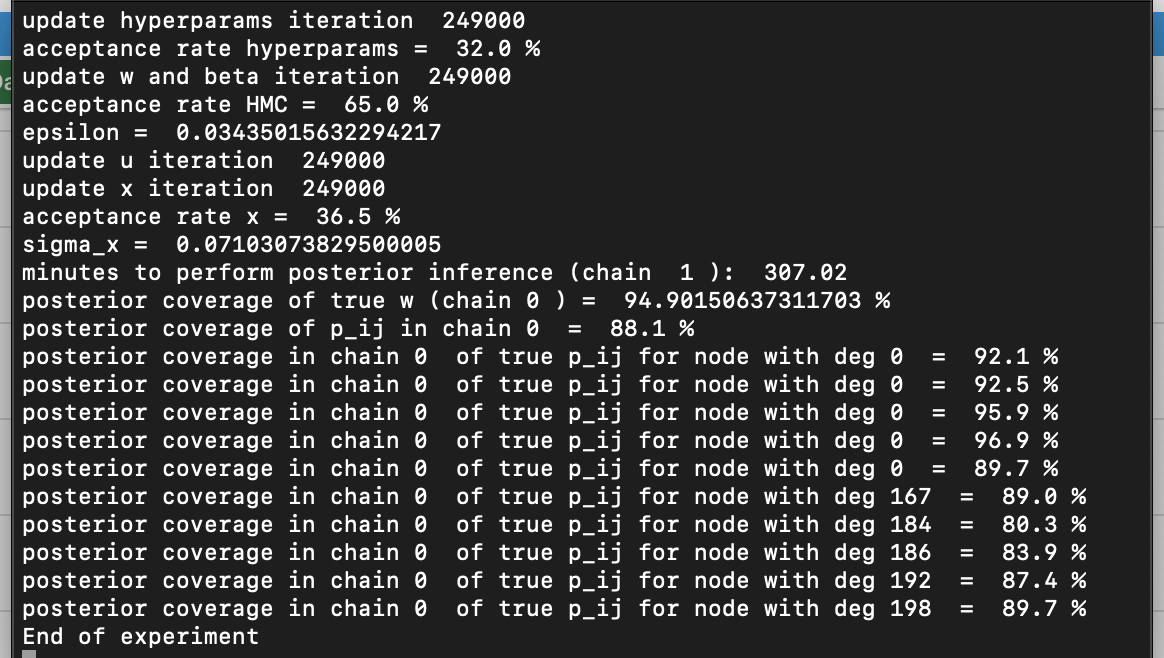 update hyperparams iteration  249000
acceptance rate hyperparams =  32.0 %
update w and beta iteration  249000
acceptance rate HMC =  65.0 %
epsilon =  0.03435015632294217
update u iteration  249000
update x iteration  249000
acceptance rate x =  36.5 %
sigma_x =  0.07103073829500005
minutes to perform posterior inference (chain  1 ):  307.02
posterior coverage of true w (chain 0 ) =  94.90150637311703 %
posterior coverage of p_ij in chain 0  =  88.1 %
posterior coverage in chain 0  of true p_ij for node with deg 0  =  92.1 %
posterior coverage in chain 0  of true p_ij for node with deg 0  =  92.5 %
posterior coverage in chain 0  of true p_ij for node with deg 0  =  95.9 %
posterior coverage in chain 0  of true p_ij for node with deg 0  =  96.9 %
posterior coverage in chain 0  of true p_ij for node with deg 0  =  89.7 %
posterior coverage in chain 0  of true p_ij for node with deg 167  =  89.0 %
posterior coverage in chain 0  of true p_ij for node with deg 184  =  80.3 %
posterior coverage in chain 0  of true p_ij for node with deg 186  =  83.9 %
posterior coverage in chain 0  of true p_ij for node with deg 192  =  87.4 %
posterior coverage in chain 0  of true p_ij for node with deg 198  =  89.7 %
End of experiment